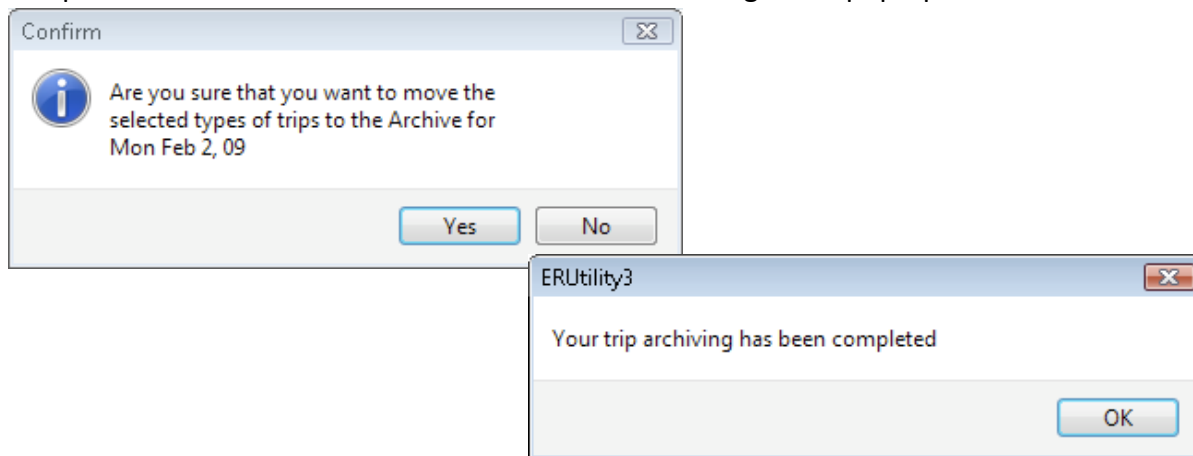 Confirm
Are you sure that you want to move the
selected types of trips to the Archive for
Mon Feb 2, 09
Yes No
ERUtility3
Your trip archiving has been completed
OK